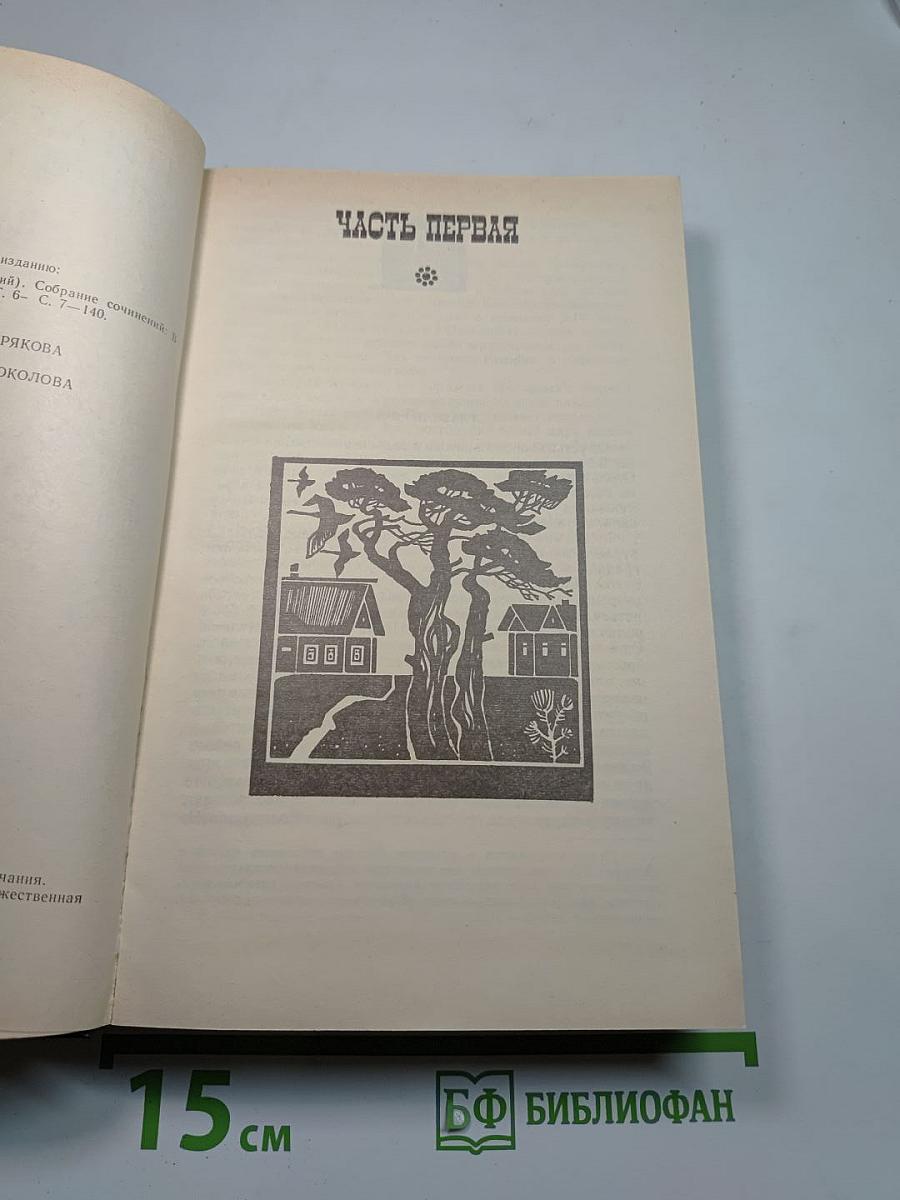 изданию:
ий). Собрание сочинений: В
Т. 6– С. 7—140.
РЯКОВА
ОКОЛОВА
чания.
жественная
ЧАСТЬ ПЕРВАЯ
15 см
БФ БИБЛИОФАН